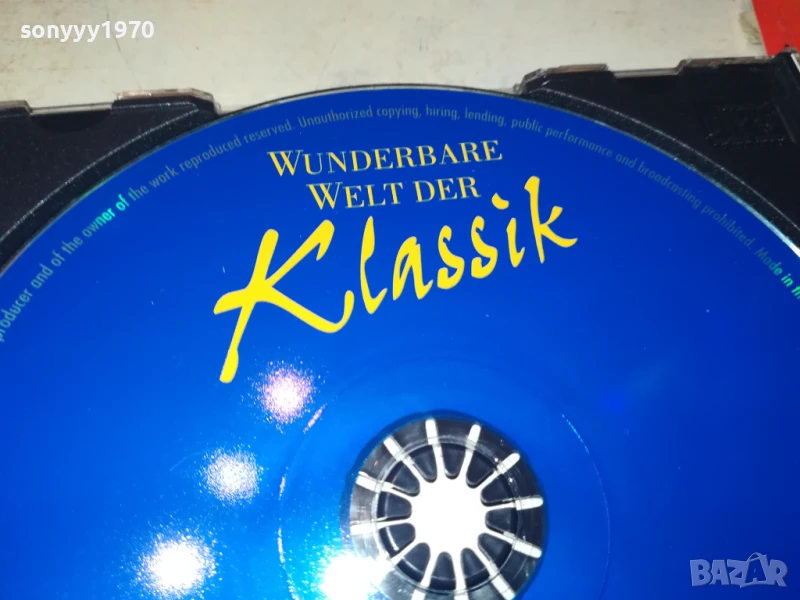 sonyyy1970
producer and of the owner of the work reproduced reserved. Unauthorized copying, hiring, lending, public performance and broadcasting prohibited. Made in
WUNDERBARE
WELT DER
Klassik
BAZAR